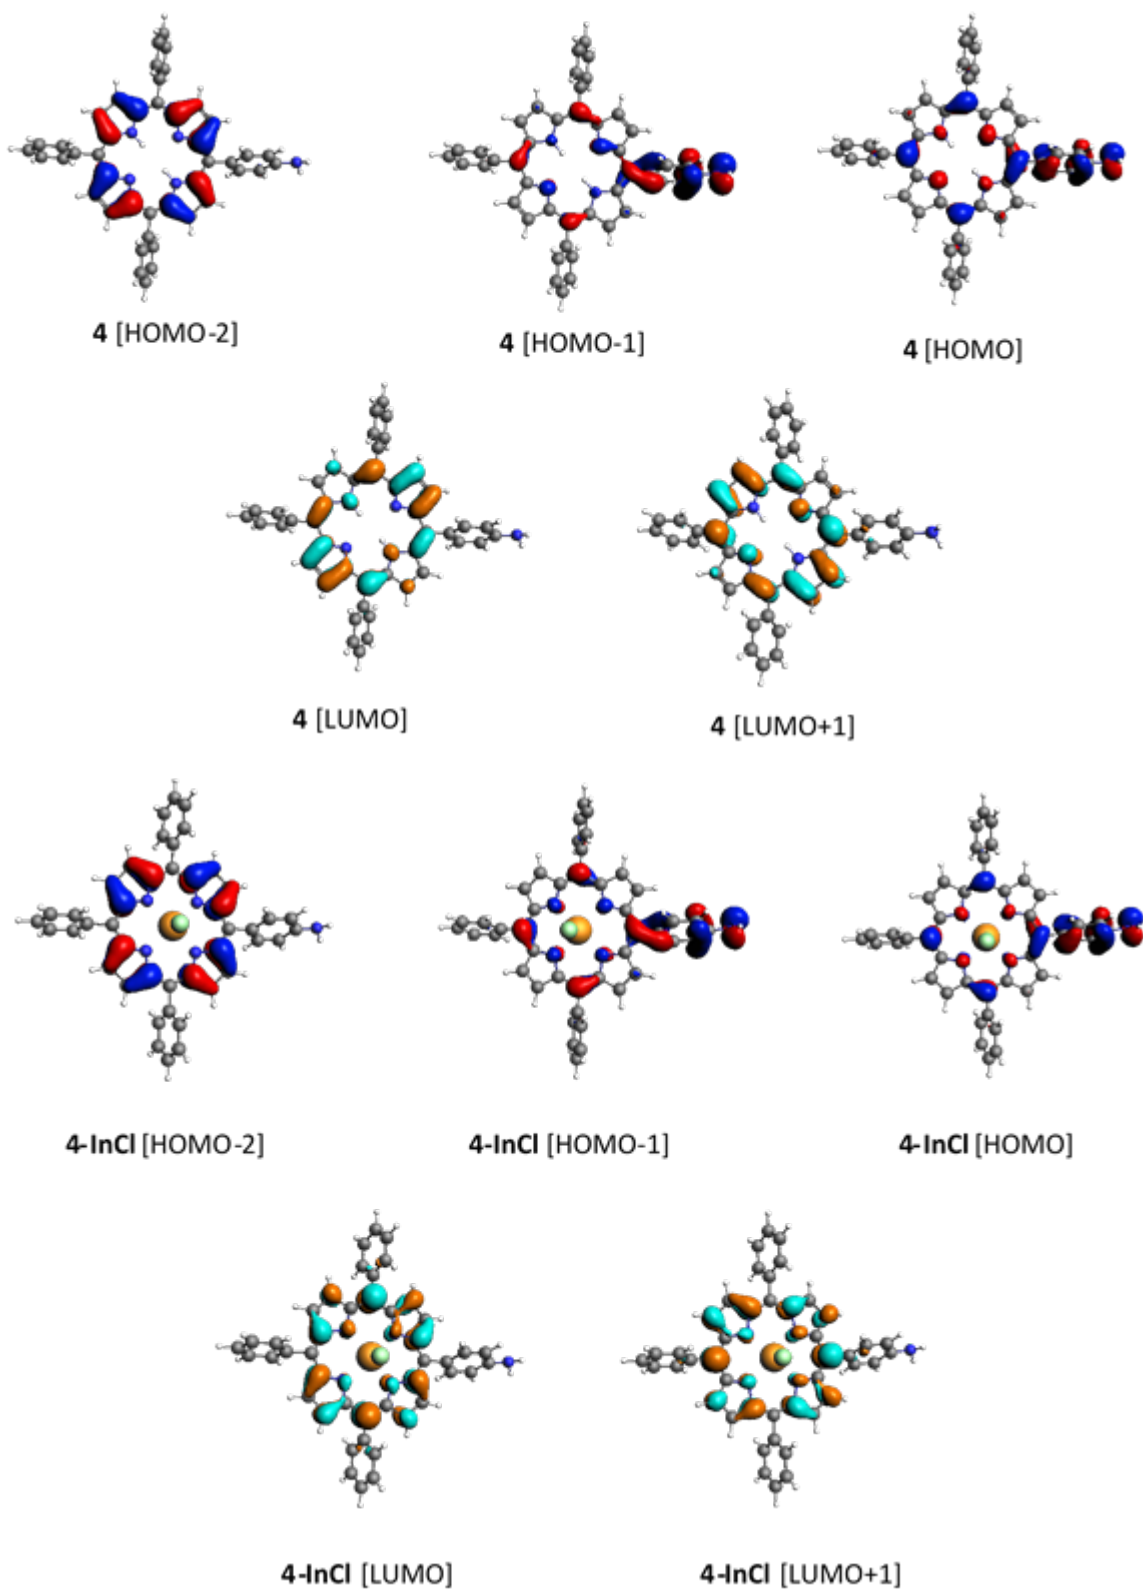 4 [HOMO-2]
4 [HOMO-1]
4 [HOMO]
4 [LUMO]
4 [LUMO+1]
4-InCl [HOMO-2]
4-InCl [HOMO-1]
4-InCl [HOMO]
4-InCl [LUMO]
4-InCl [LUMO+1]